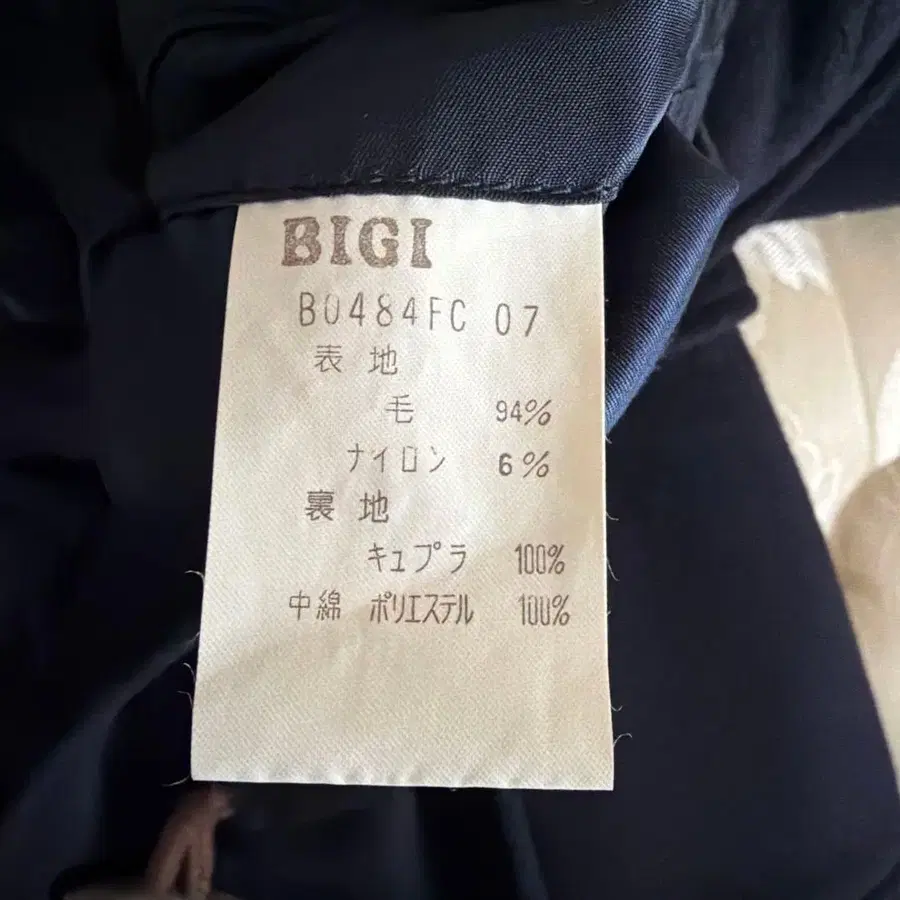 BIGI
B0484FC 07
表地
毛 94%
ナイロン 6%
裏地
キュプラ 100%
中綿 ポリエステル 100%